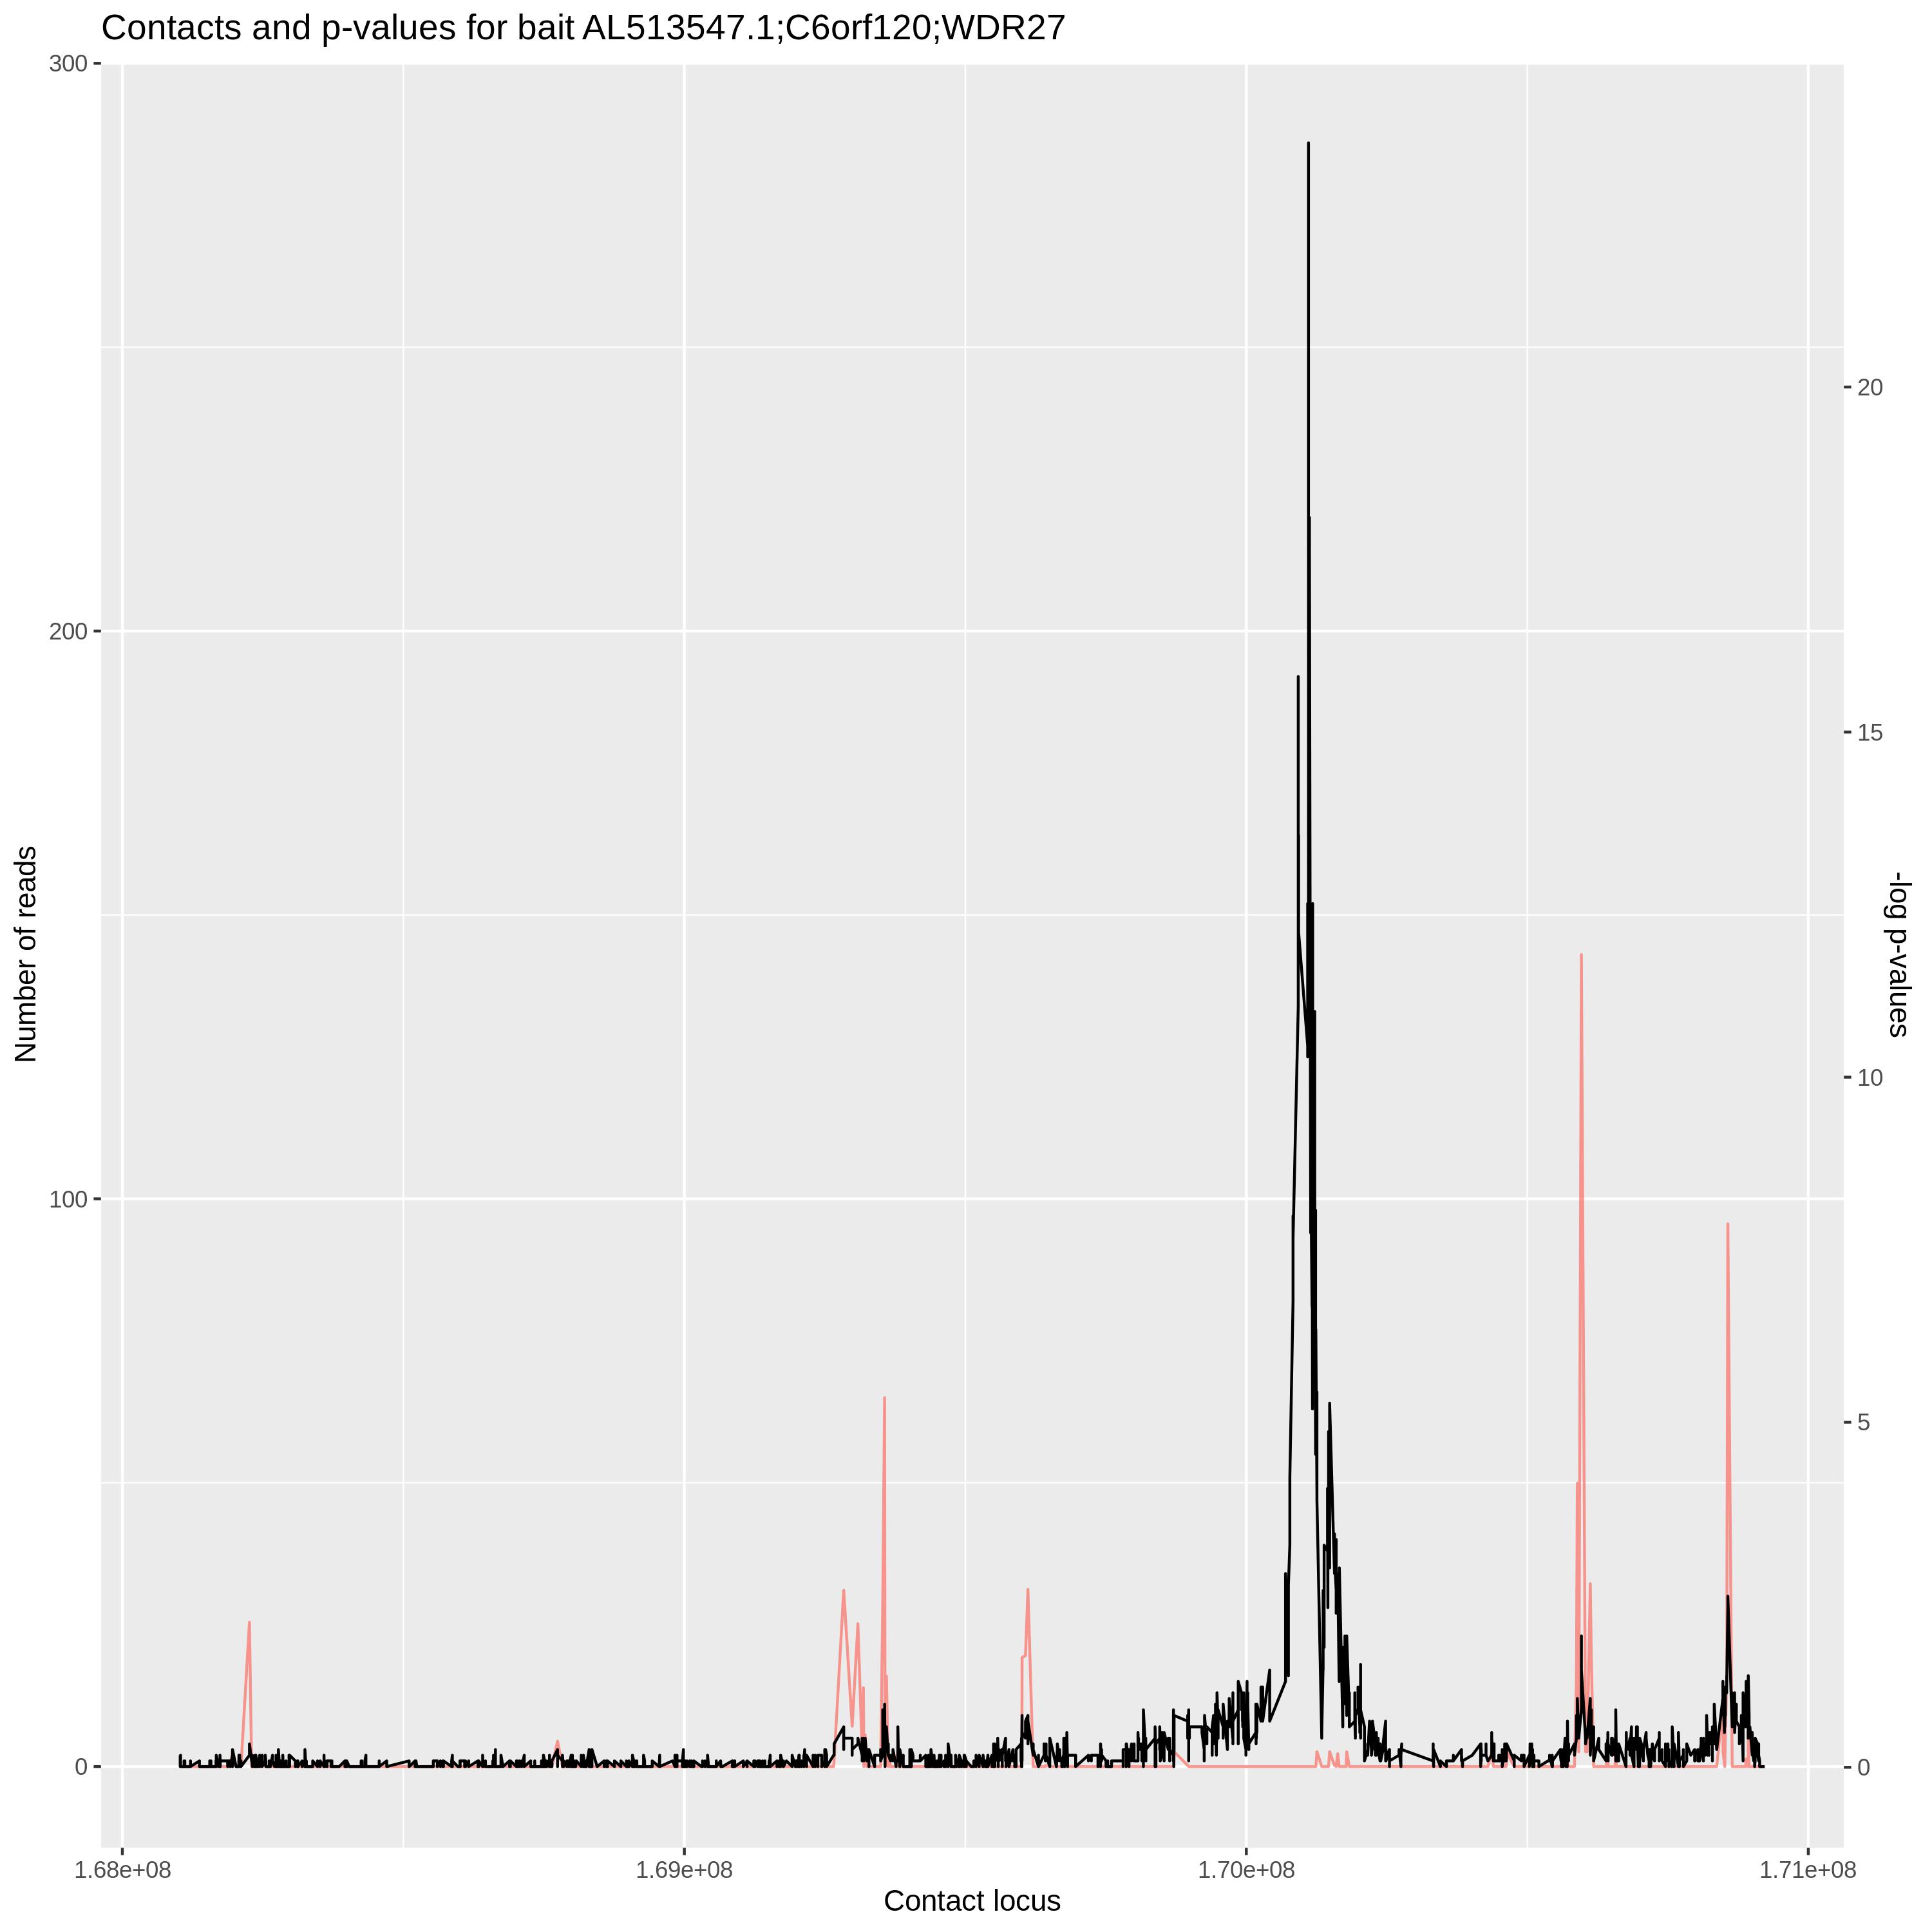 Contacts and p-values for bait AL513547.1;C6orf120;WDR27
300
200
100
0
Number of reads
20
15
10
5
0
-log p-values
1.68e+08
1.69e+08
1.70e+08
1.71e+08
Contact locus